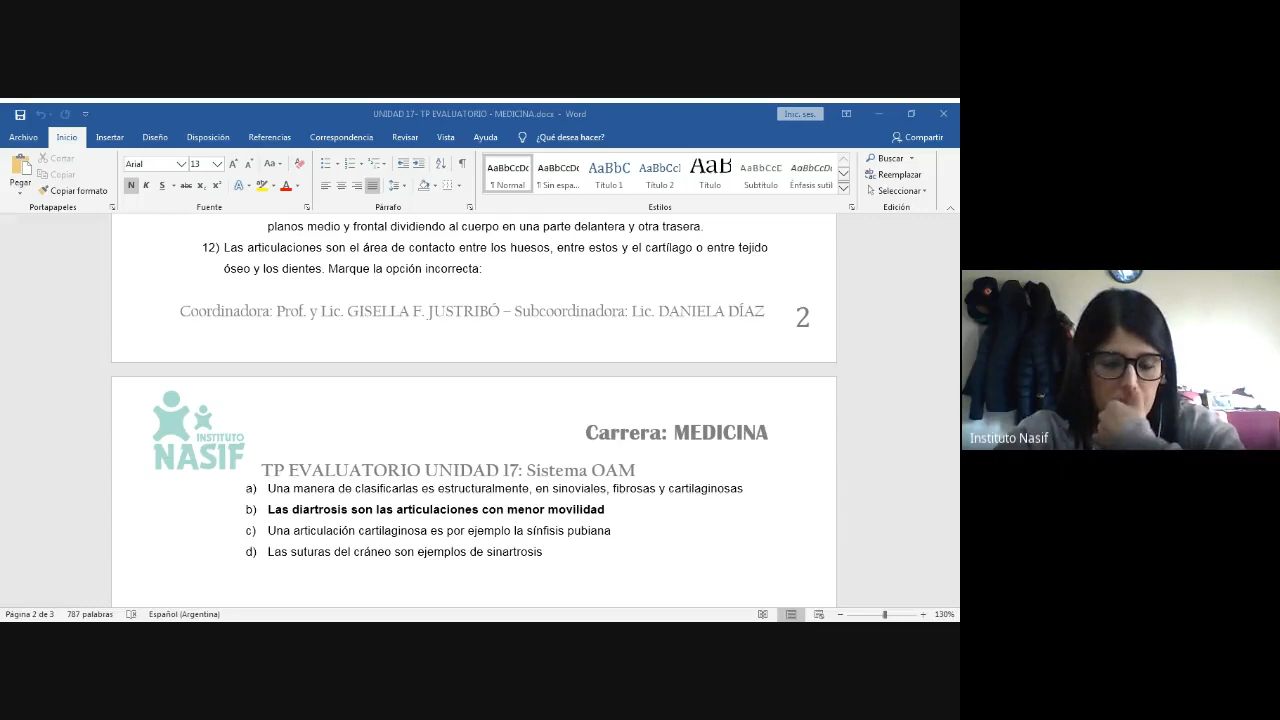 UNIDAD 17- TP EVALUATORIO - MEDICINA.docx - Word
Inic. ses.
Archivo Inicio Insertar Diseño Disposición Referencias Correspondencia Revisar Vista Ayuda ¿Qué desea hacer? Compartir
Pegar
Cortar
Copiar
Copiar formato
Arial 13
N K S abc x₂ x²
AaBbCcDc AaBbCcDc AaBbC AaBbCcI AaB AaBbCcD AaBbCcDc
¶ Normal ¶ Sin espa... Título 1 Título 2 Título Subtítulo Énfasis sutil
Buscar
Reemplazar
Seleccionar
Portapapeles Fuente Párrafo Estilos Edición
planos medio y frontal dividiendo al cuerpo en una parte delantera y otra trasera.
12) Las articulaciones son el área de contacto entre los huesos, entre estos y el cartílago o entre tejido
óseo y los dientes. Marque la opción incorrecta:
Coordinadora: Prof. y Lic. GISELLA F. JUSTRIBÓ – Subcoordinadora: Lic. DANIELA DÍAZ 2
INSTITUTO
NASIF
Carrera: MEDICINA
TP EVALUATORIO UNIDAD 17: Sistema OAM
a) Una manera de clasificarlas es estructuralmente, en sinoviales, fibrosas y cartilaginosas
b) Las diartrosis son las articulaciones con menor movilidad
c) Una articulación cartilaginosa es por ejemplo la sínfisis pubiana
d) Las suturas del cráneo son ejemplos de sinartrosis
Página 2 de 3 787 palabras Español (Argentina) 130%
Instituto Nasif